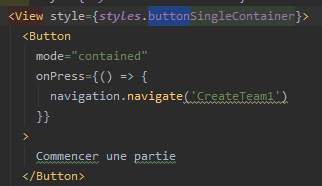 <View style={styles.buttonSingleContainer}>
<Button
mode="contained"
onPress={() => {
navigation.navigate('CreateTeam1')
}}
>
Commencer une partie
</Button>